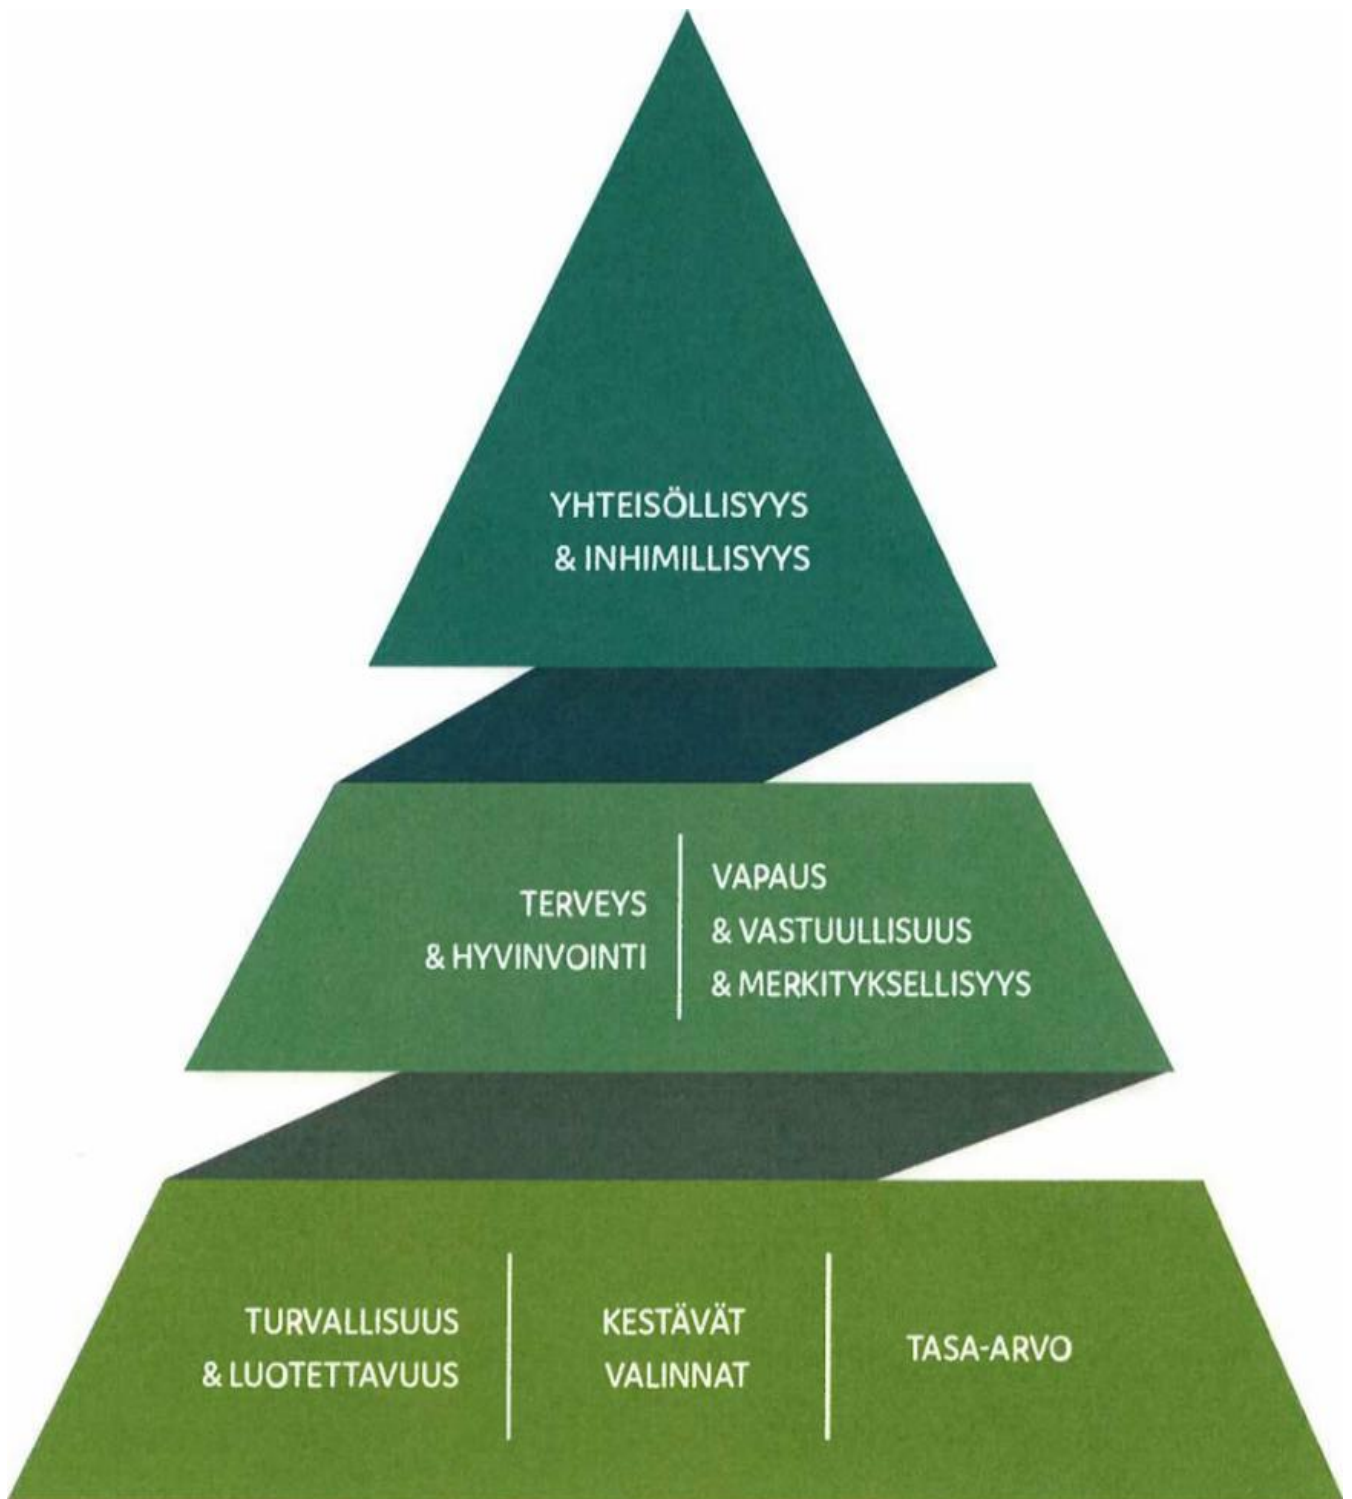 YHTEISÖLLISYYS
& INHIMILLISYYS
TERVEYS
& HYVINVOINTI
VAPAUS
& VASTUULLISUUS
& MERKITYKSELLISYYS
TURVALLISUUS
& LUOTETTAVUUS
KESTÄVÄT
VALINNAT
TASA-ARVO